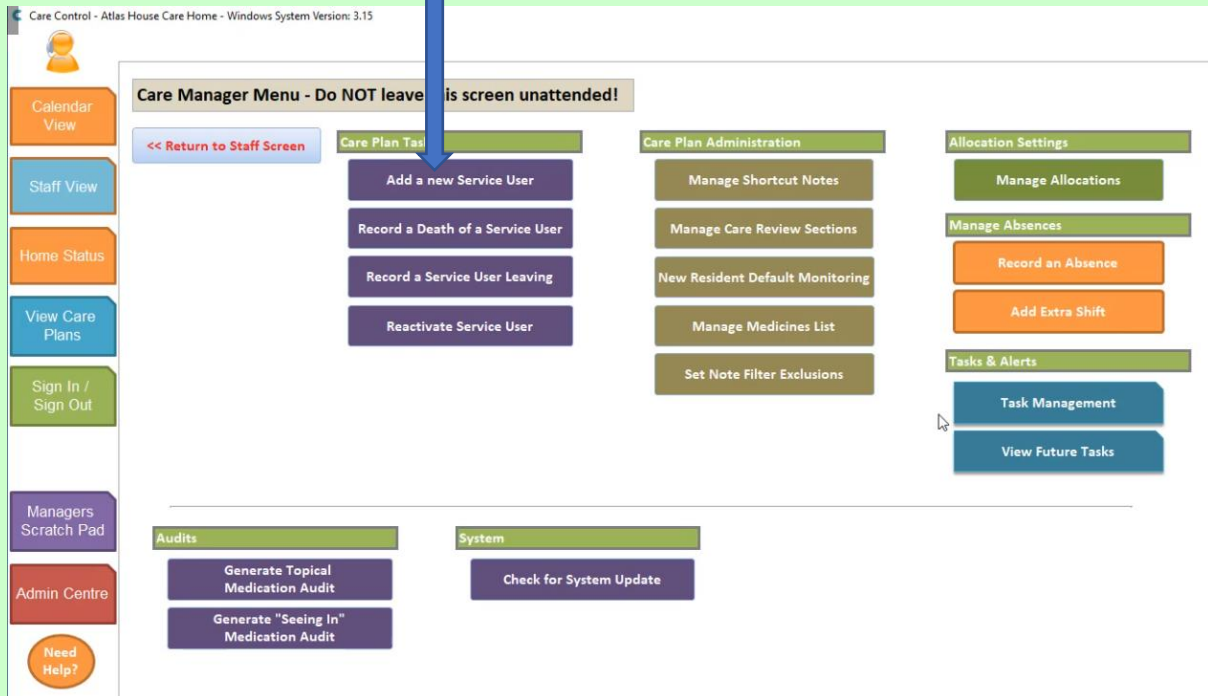 Care Control - Atlas House Care Home - Windows System Version: 3.15
Calendar
View
Staff View
Home Status
View Care
Plans
Sign In /
Sign Out
Managers
Scratch Pad
Admin Centre
Need
Help?
Care Manager Menu - Do NOT leave this screen unattended!
<< Return to Staff Screen
Care Plan Tasks
Add a new Service User
Record a Death of a Service User
Record a Service User Leaving
Reactivate Service User
Care Plan Administration
Manage Shortcut Notes
Manage Care Review Sections
New Resident Default Monitoring
Manage Medicines List
Set Note Filter Exclusions
Allocation Settings
Manage Allocations
Manage Absences
Record an Absence
Add Extra Shift
Tasks & Alerts
Task Management
View Future Tasks
Audits
Generate Topical
Medication Audit
Generate "Seeing In"
Medication Audit
System
Check for System Update